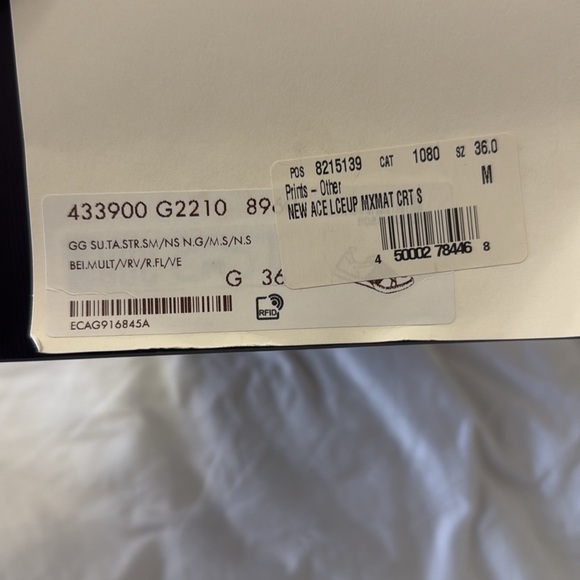 POS 8215139 CAT 1080 SZ 36.0
Prints – Other M
NEW ACE LCEUP MXMAT CRT S
4 50002 78446 8
433900 G2210
GG SU.TA.STR.SM/NS N.G/M.S/N.S
BEI.MULT/VRV/R.FL/VE
G 36
RFID
ECAG916845A